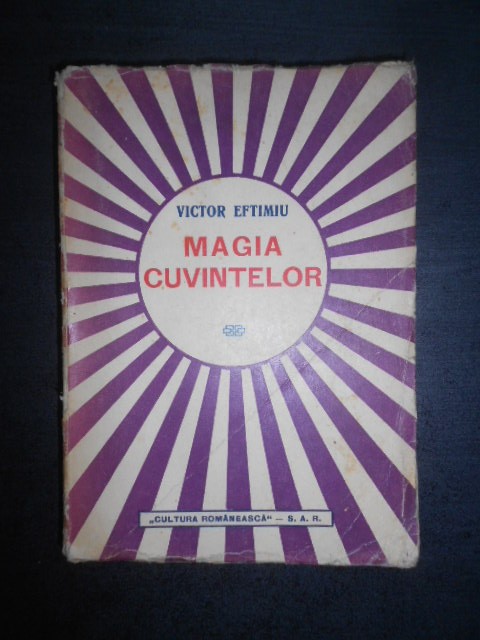 VICTOR EFTIMIU
MAGIA
CUVINTELOR
„CULTURA ROMÂNEASCĂ" – S. A. R.